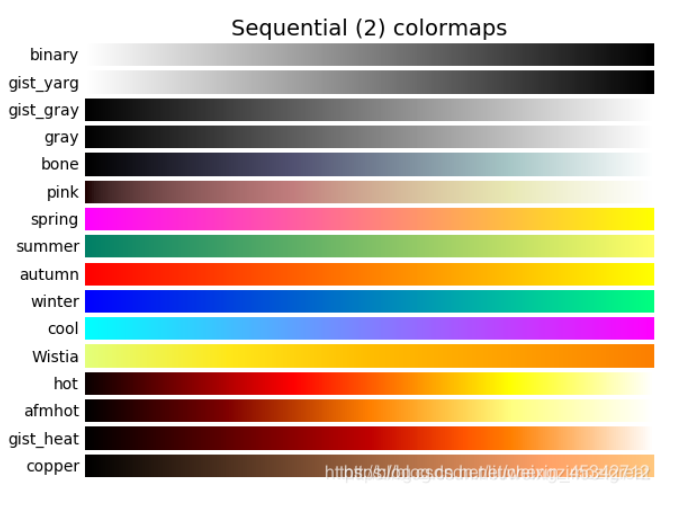 Sequential (2) colormaps
binary
gist_yarg
gist_gray
gray
bone
pink
spring
summer
autumn
winter
cool
Wistia
hot
afmhot
gist_heat
copper